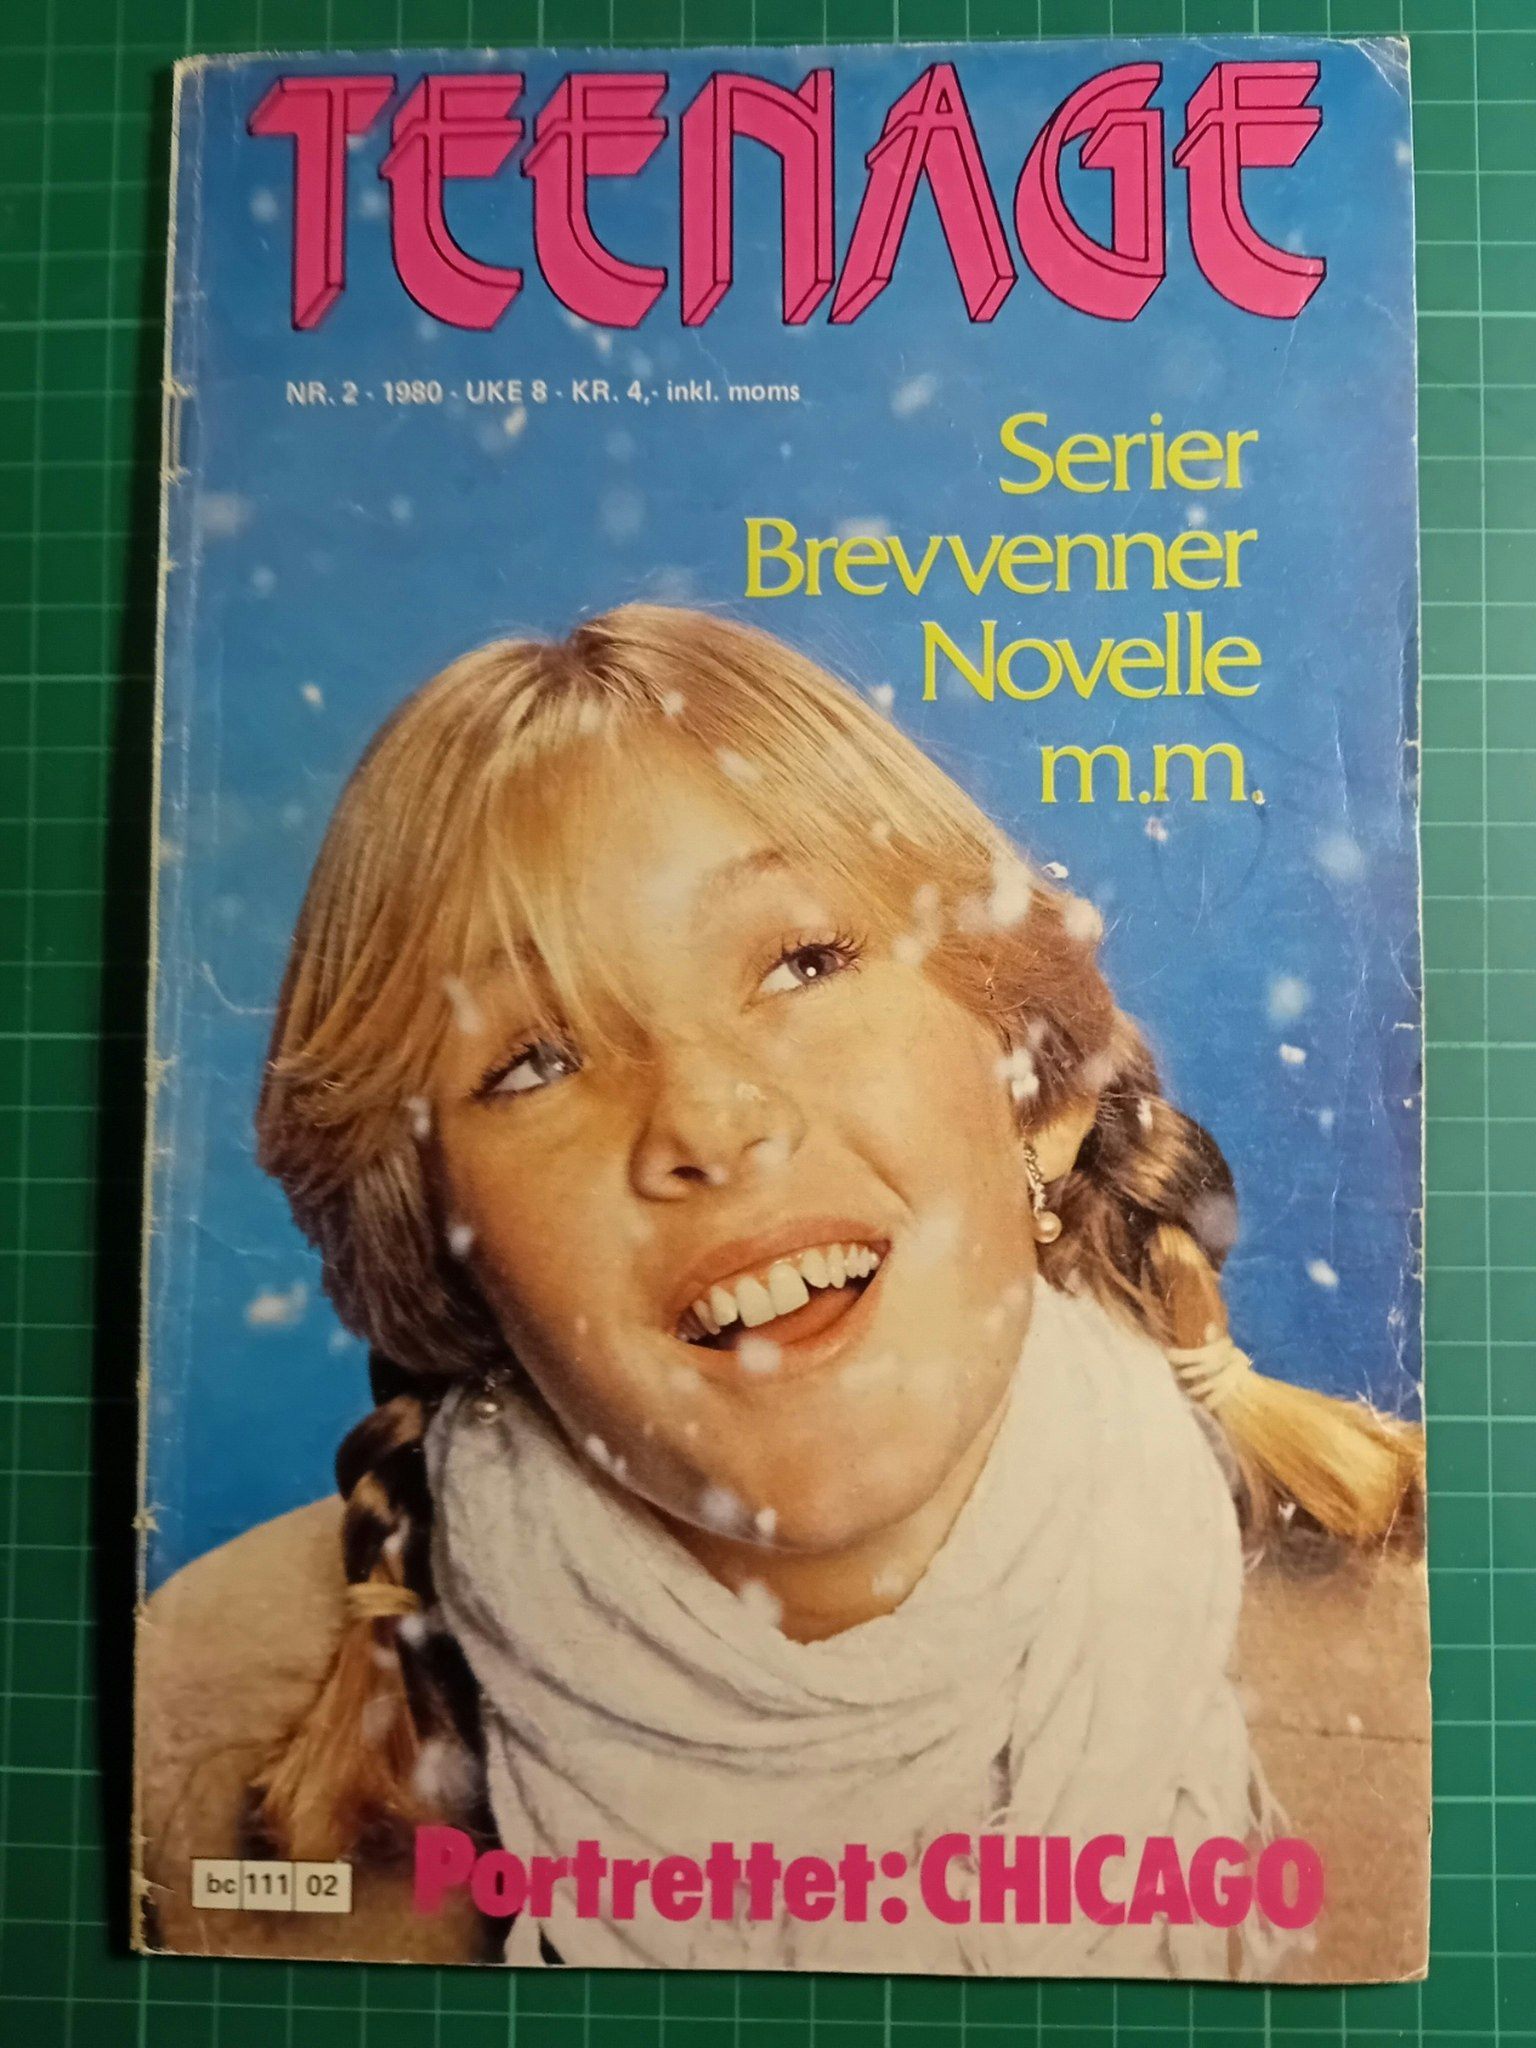 TEENAGE
NR. 2 - 1980 - UKE 8 - KR. 4,- inkl. moms
Serier
Brevvenner
Novelle
m.m.
Portrettet: CHICAGO
bc 111 02